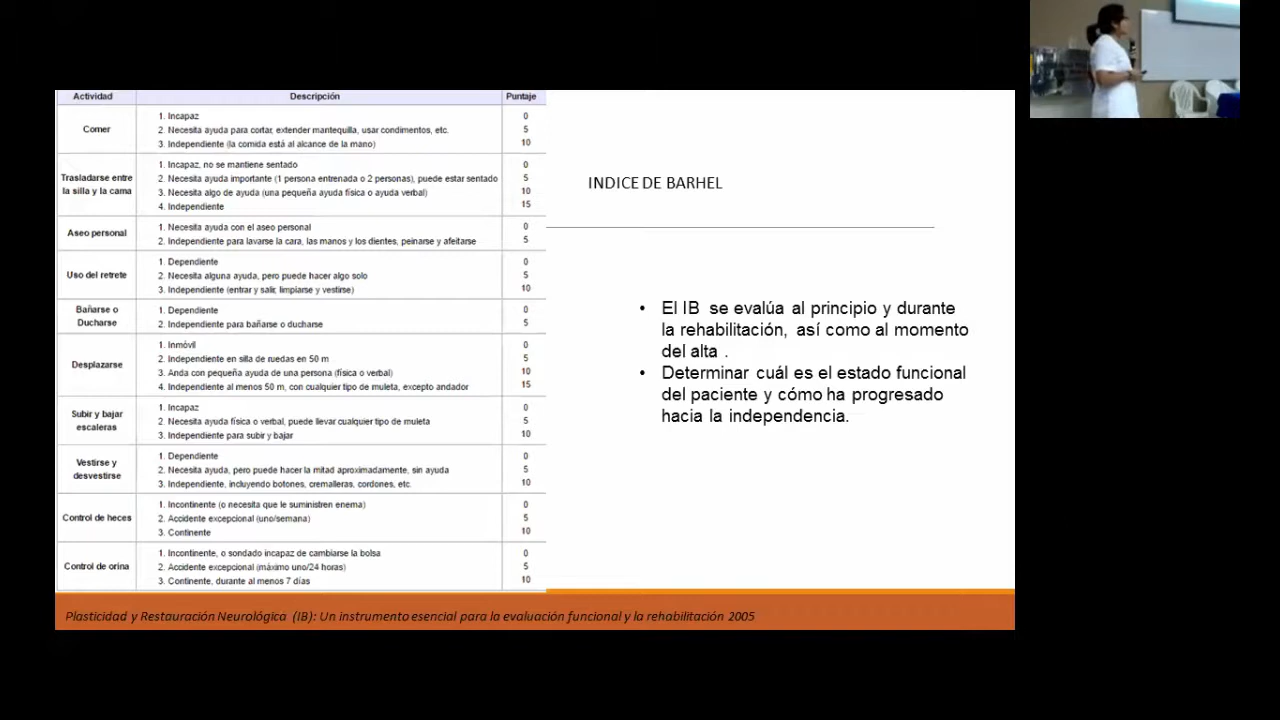 Actividad Descripción Puntaje
Comer
1. Incapaz 0
2. Necesita ayuda para cortar, extender mantequilla, usar condimentos, etc. 5
3. Independiente (la comida está al alcance de la mano) 10
Trasladarse entre
la silla y la cama
1. Incapaz, no se mantiene sentado 0
2. Necesita ayuda importante (1 persona entrenada o 2 personas), puede estar sentado 5
3. Necesita algo de ayuda (una pequeña ayuda física o ayuda verbal) 10
4. Independiente 15
Aseo personal
1. Necesita ayuda con el aseo personal 0
2. Independiente para lavarse la cara, las manos y los dientes, peinarse y afeitarse 5
Uso del retrete
1. Dependiente 0
2. Necesita alguna ayuda, pero puede hacer algo solo 5
3. Independiente (entrar y salir, limpiarse y vestirse) 10
Bañarse o
Ducharse
1. Dependiente 0
2. Independiente para bañarse o ducharse 5
Desplazarse
1. Inmóvil 0
2. Independiente en silla de ruedas en 50 m 5
3. Anda con pequeña ayuda de una persona (física o verbal) 10
4. Independiente al menos 50 m, con cualquier tipo de muleta, excepto andador 15
Subir y bajar
escaleras
1. Incapaz 0
2. Necesita ayuda física o verbal, puede llevar cualquier tipo de muleta 5
3. Independiente para subir y bajar 10
Vestirse y
desvestirse
1. Dependiente 0
2. Necesita ayuda, pero puede hacer la mitad aproximadamente, sin ayuda 5
3. Independiente, incluyendo botones, cremalleras, cordones, etc. 10
Control de heces
1. Incontinente (o necesita que le suministren enema) 0
2. Accidente excepcional (uno/semana) 5
3. Continente 10
Control de orina
1. Incontinente, o sondado incapaz de cambiarse la bolsa 0
2. Accidente excepcional (máximo uno/24 horas) 5
3. Continente, durante al menos 7 días 10
INDICE DE BARHEL
• El IB se evalúa al principio y durante
la rehabilitación, así como al momento
del alta .
• Determinar cuál es el estado funcional
del paciente y cómo ha progresado
hacia la independencia.
Plasticidad y Restauración Neurológica (IB): Un instrumento esencial para la evaluación funcional y la rehabilitación 2005